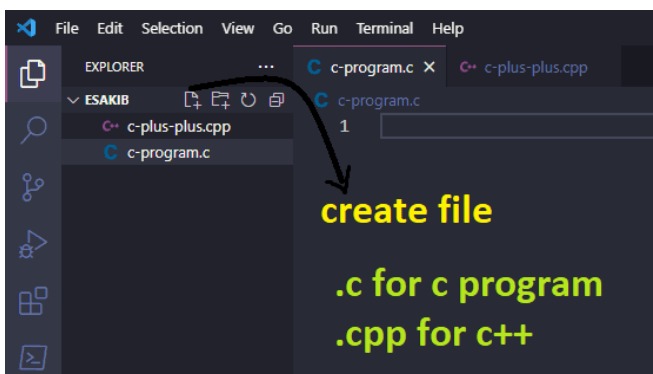 File Edit Selection View Go Run Terminal Help
EXPLORER
C c-program.c
C++ c-plus-plus.cpp
ESAKIB
C c-program.c
C++ c-plus-plus.cpp
C c-program.c
1
create file
.c for c program
.cpp for c++